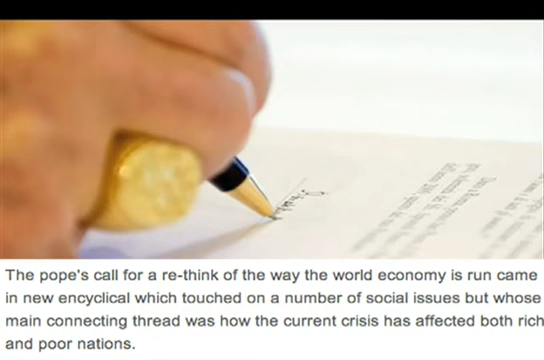 The pope's call for a re-think of the way the world economy is run came
in new encyclical which touched on a number of social issues but whose
main connecting thread was how the current crisis has affected both rich
and poor nations.